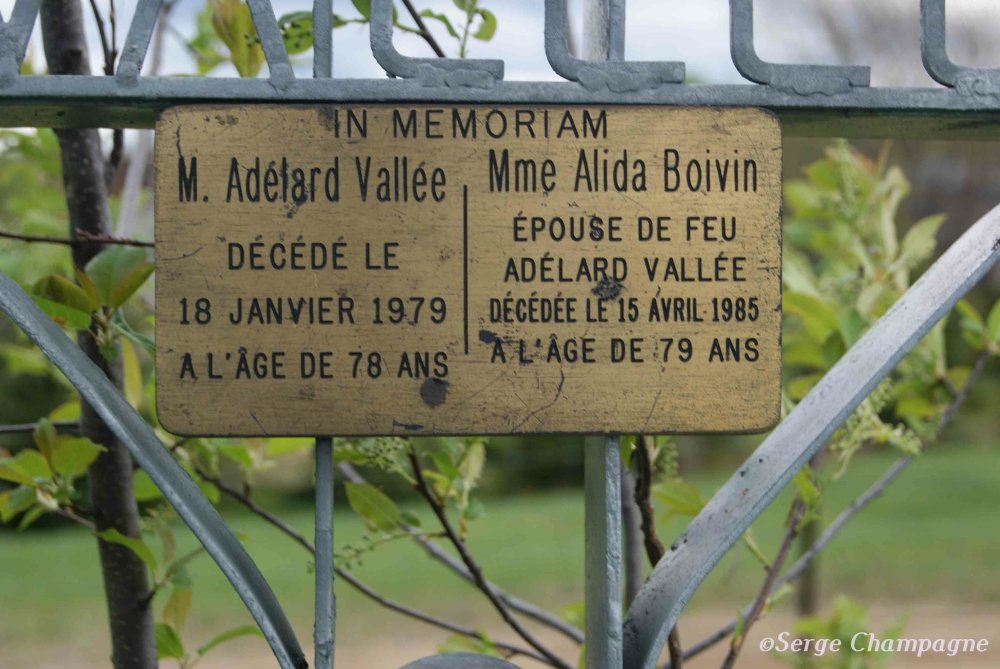 IN MEMORIAM
M. Adélard Vallée
DÉCÉDÉ LE
18 JANVIER 1979
A L'ÂGE DE 78 ANS
Mme Alida Boivin
ÉPOUSE DE FEU
ADÉLARD VALLÉE
DÉCÉDÉE LE 15 AVRIL 1985
A L'ÂGE DE 79 ANS
©Serge Champagne